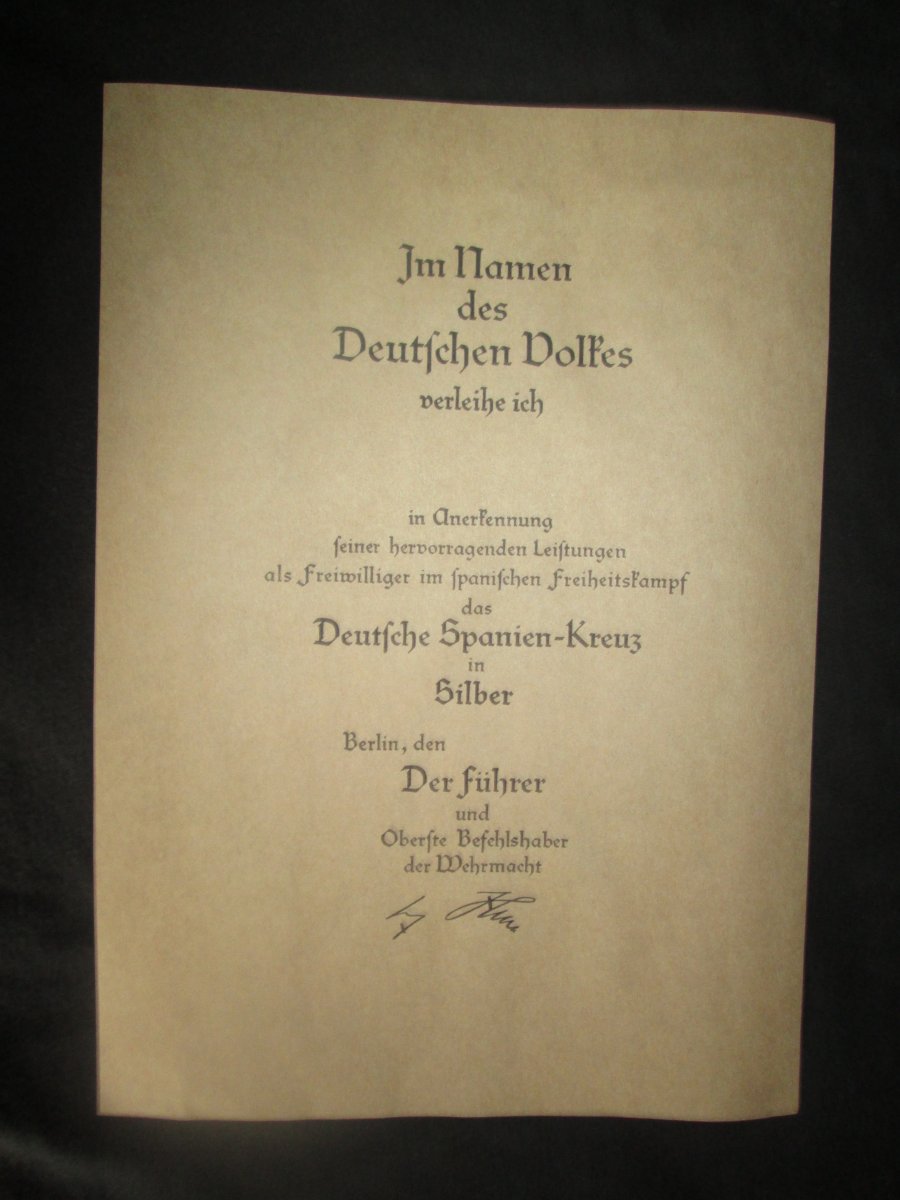 Im Namen
des
Deutſchen Volkes
verleihe ich
in Anerkennung
ſeiner hervorragenden Leiſtungen
als Freiwilliger im ſpaniſchen Freiheitskampf
das
Deutſche Spanien-Kreuz
in
Silber
Berlin, den
Der Führer
und
Oberſte Befehlshaber
der Wehrmacht